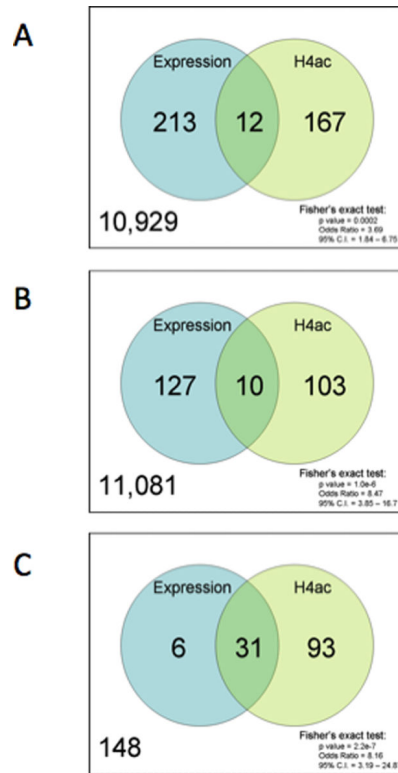 A
Expression H4ac
213 12 167
10,929
Fisher's exact test:
p value = 0.0002
Odds Ratio = 3.69
95% C.I. = 1.84 – 6.75
B
Expression H4ac
127 10 103
11,081
Fisher's exact test:
p value = 1.0e-6
Odds Ratio = 8.47
95% C.I. = 3.85 – 16.7
C
Expression H4ac
6 31 93
148
Fisher's exact test:
p value = 2.2e-7
Odds Ratio = 8.16
95% C.I. = 3.19 – 24.8